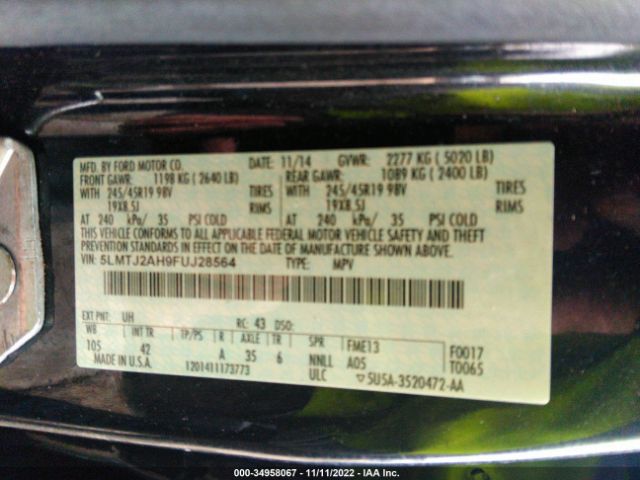 MFD. BY FORD MOTOR CO.
DATE: 11/14 GVWR: 2277 KG ( 5020 LB)
FRONT GAWR: 1198 KG ( 2640 LB) REAR GAWR: 1089 KG ( 2400 LB)
WITH 245/45R19 98V TIRES WITH 245/45R19 98V TIRES
19X8.5J RIMS 19X8.5J RIMS
AT 240 kPa/ 35 PSI COLD AT 240 kPa/ 35 PSI COLD
THIS VEHICLE CONFORMS TO ALL APPLICABLE FEDERAL MOTOR VEHICLE SAFETY AND THEFT
PREVENTION STANDARDS IN EFFECT ON THE DATE OF MANUFACTURE SHOWN ABOVE.
VIN: 5LMTJ2AH9FUJ28564 TYPE: MPV
EXT PNT: UH RC: 43 DSO:
WB INT TR TP/PS R AXLE TR SPR FME13 F0017
105 42 A 35 6 NNLL A05 T0065
MADE IN U.S.A. 1201411173773 ULC ▽5U5A-3520472-AA
000-34958067 - 11/11/2022 - IAA Inc.